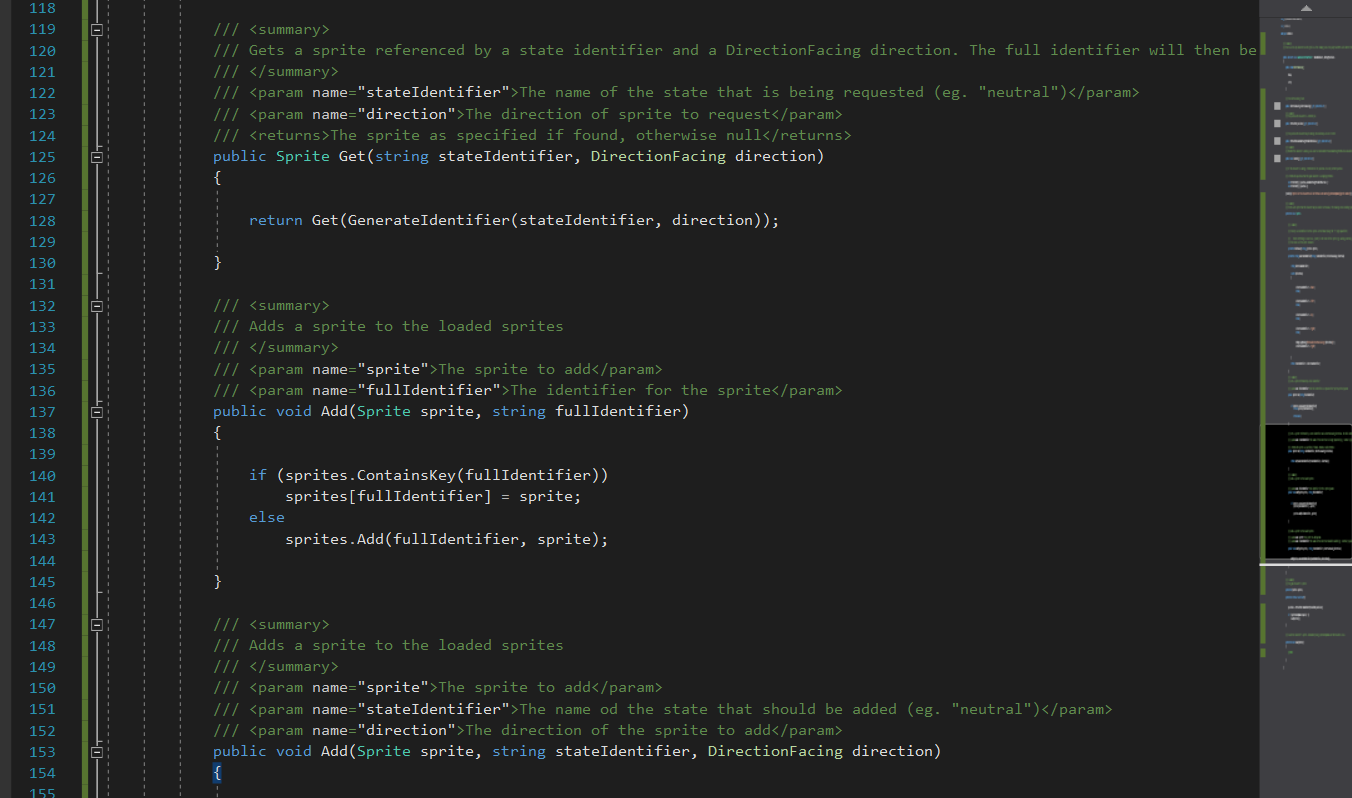 118
119 /// <summary>
120 /// Gets a sprite referenced by a state identifier and a DirectionFacing direction. The full identifier will then be
121 /// </summary>
122 /// <param name="stateIdentifier">The name of the state that is being requested (eg. "neutral")</param>
123 /// <param name="direction">The direction of sprite to request</param>
124 /// <returns>The sprite as specified if found, otherwise null</returns>
125 public Sprite Get(string stateIdentifier, DirectionFacing direction)
126 {
127
128 return Get(GenerateIdentifier(stateIdentifier, direction));
129
130 }
131
132 /// <summary>
133 /// Adds a sprite to the loaded sprites
134 /// </summary>
135 /// <param name="sprite">The sprite to add</param>
136 /// <param name="fullIdentifier">The identifier for the sprite</param>
137 public void Add(Sprite sprite, string fullIdentifier)
138 {
139
140 if (sprites.ContainsKey(fullIdentifier))
141 sprites[fullIdentifier] = sprite;
142 else
143 sprites.Add(fullIdentifier, sprite);
144
145 }
146
147 /// <summary>
148 /// Adds a sprite to the loaded sprites
149 /// </summary>
150 /// <param name="sprite">The sprite to add</param>
151 /// <param name="stateIdentifier">The name od the state that should be added (eg. "neutral")</param>
152 /// <param name="direction">The direction of the sprite to add</param>
153 public void Add(Sprite sprite, string stateIdentifier, DirectionFacing direction)
154 {
155